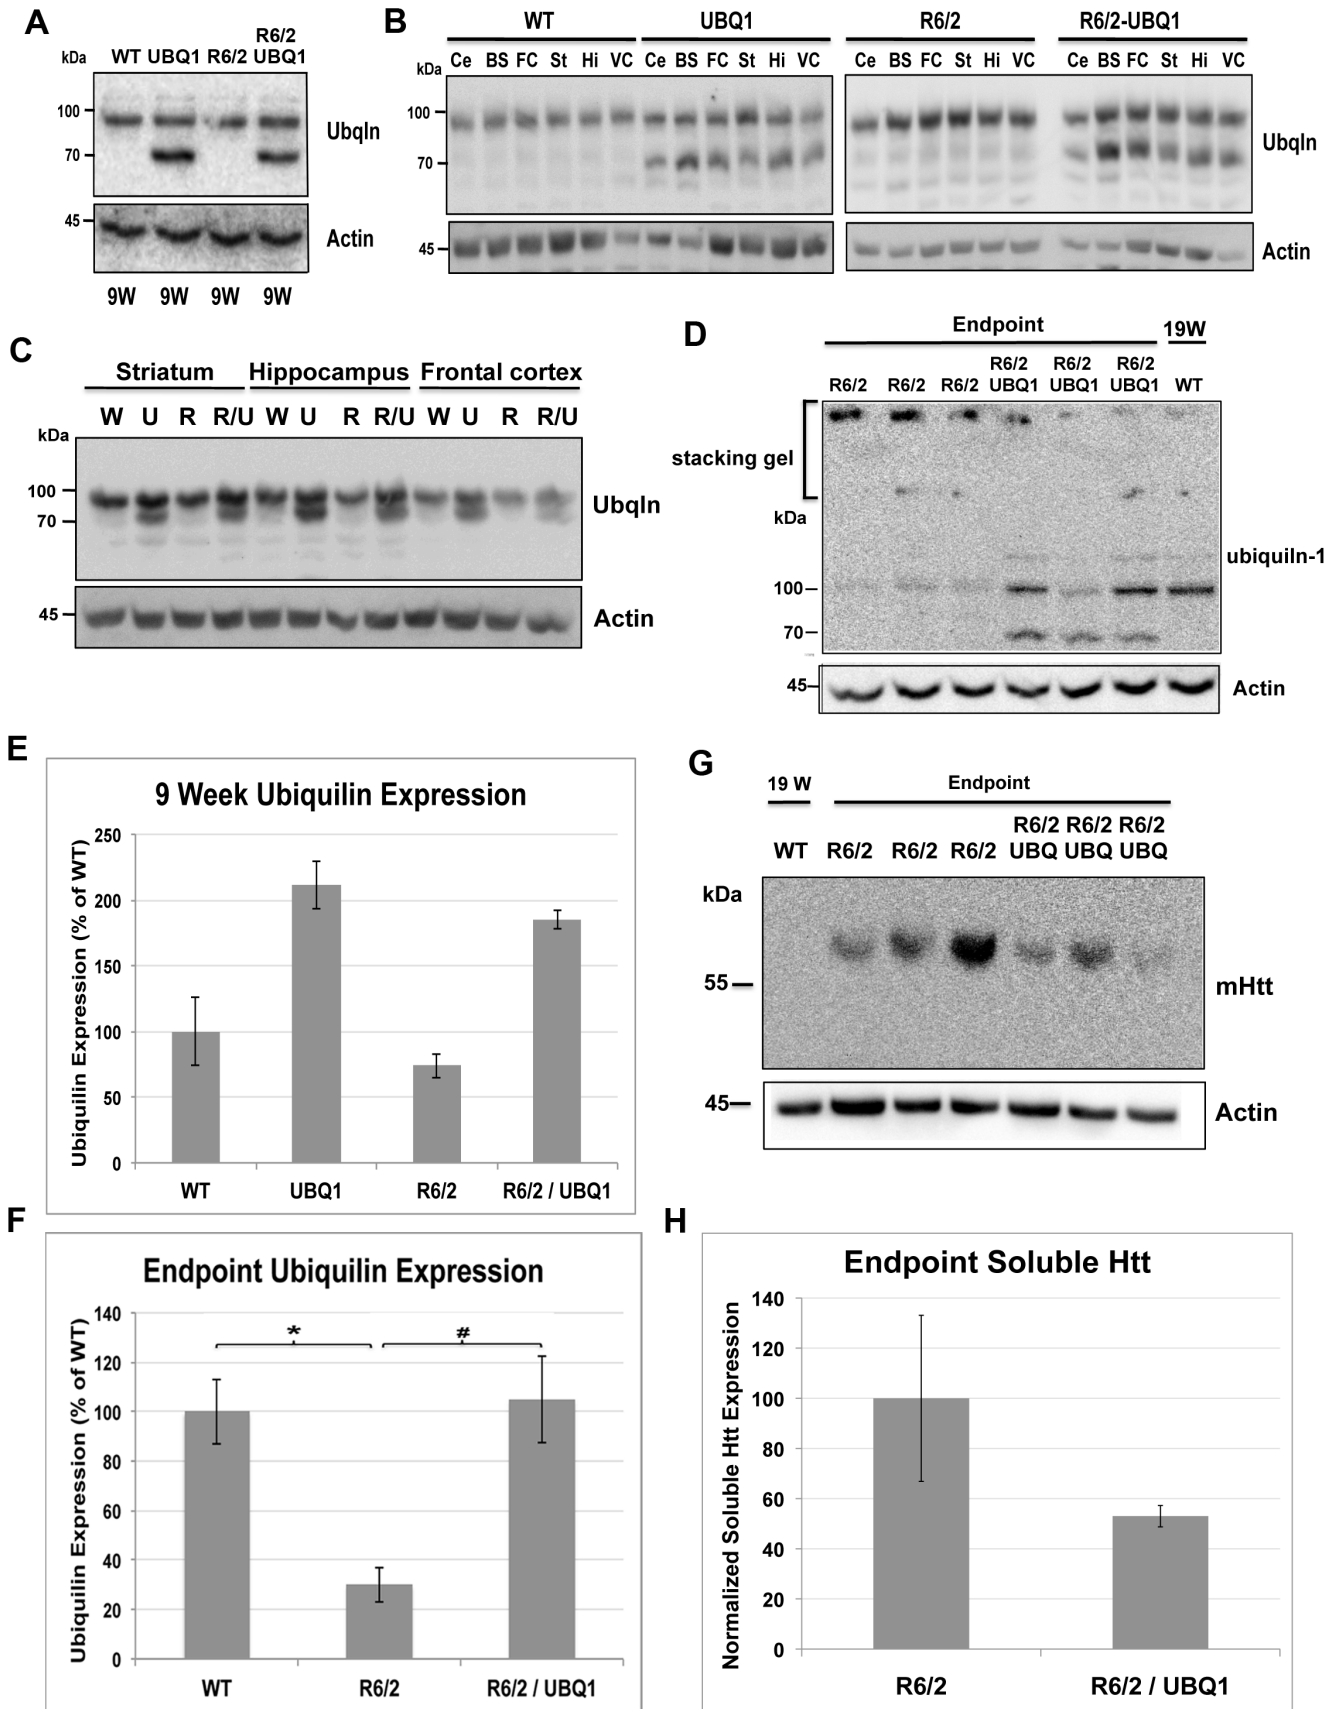 A
kDa WT UBQ1 R6/2 R6/2 UBQ1
100
70
Ubqln
45
Actin
9W 9W 9W 9W
B
WT UBQ1 R6/2 R6/2-UBQ1
kDa Ce BS FC St Hi VC Ce BS FC St Hi VC Ce BS FC St Hi VC Ce BS FC St Hi VC
100
70
Ubqln
45
Actin
C
Striatum Hippocampus Frontal cortex
W U R R/U W U R R/U W U R R/U
kDa
100
70
Ubqln
45
Actin
D
Endpoint 19W
R6/2 R6/2 R6/2 R6/2 UBQ1 R6/2 UBQ1 R6/2 UBQ1 WT
stacking gel
kDa
ubiquiln-1
100
70
45
Actin
E
9 Week Ubiquilin Expression
Ubiquilin Expression (% of WT)
250
200
150
100
50
0
WT UBQ1 R6/2 R6/2 / UBQ1
F
Endpoint Ubiquilin Expression
Ubiquilin Expression (% of WT)
140
120
100
80
60
40
20
0
* #
WT R6/2 R6/2 / UBQ1
G
19 W Endpoint
WT R6/2 R6/2 R6/2 R6/2 UBQ R6/2 UBQ R6/2 UBQ
kDa
55
mHtt
45
Actin
H
Endpoint Soluble Htt
Normalized Soluble Htt Expression
140
120
100
80
60
40
20
0
R6/2 R6/2 / UBQ1